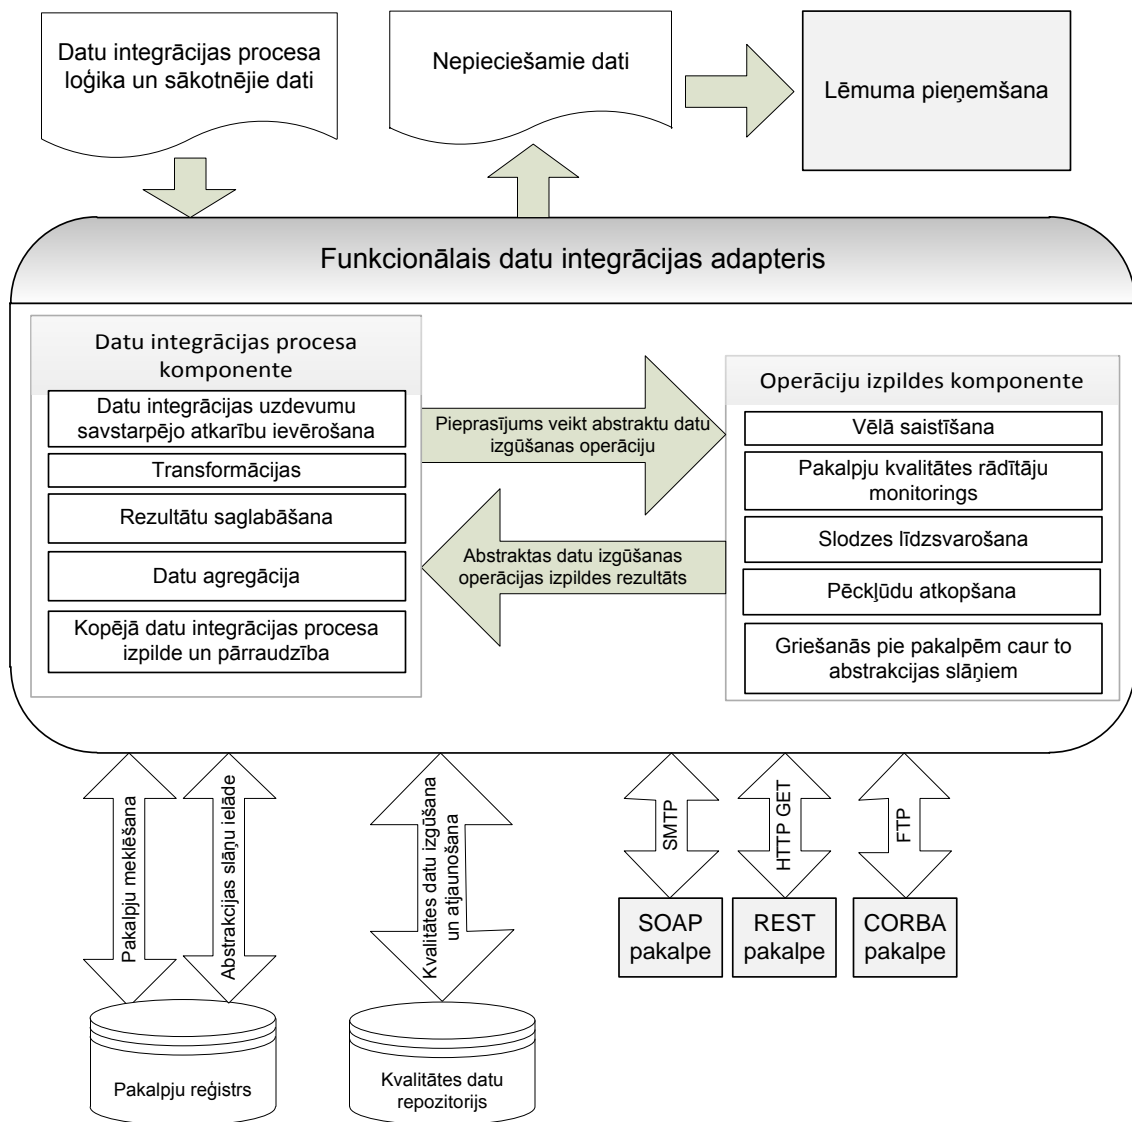 Datu integrācijas procesa
loģika un sākotnējie dati
Nepieciešamie dati
Lēmuma pieņemšana
Funkcionālais datu integrācijas adapteris
Datu integrācijas procesa
komponente
Datu integrācijas uzdevumu
savstarpējo atkarību ievērošana
Transformācijas
Rezultātu saglabāšana
Datu agregācija
Kopējā datu integrācijas procesa
izpilde un pārraudzība
Pieprasījums veikt abstraktu datu
izgūšanas operāciju
Abstraktas datu izgūšanas
operācijas izpildes rezultāts
Operāciju izpildes komponente
Vēlā saistīšana
Pakalpju kvalitātes rādītāju
monitorings
Slodzes līdzsvarošana
Pēckļūdu atkopšana
Griešanās pie pakalpēm caur to
abstrakcijas slāņiem
Pakalpju meklēšana
Abstrakcijas slāņu ielāde
Kvalitātes datu izgūšana
un atjaunošana
SMTP
HTTP GET
FTP
SOAP
pakalpe
REST
pakalpe
CORBA
pakalpe
Pakalpju reģistrs
Kvalitātes datu
repozitorijs